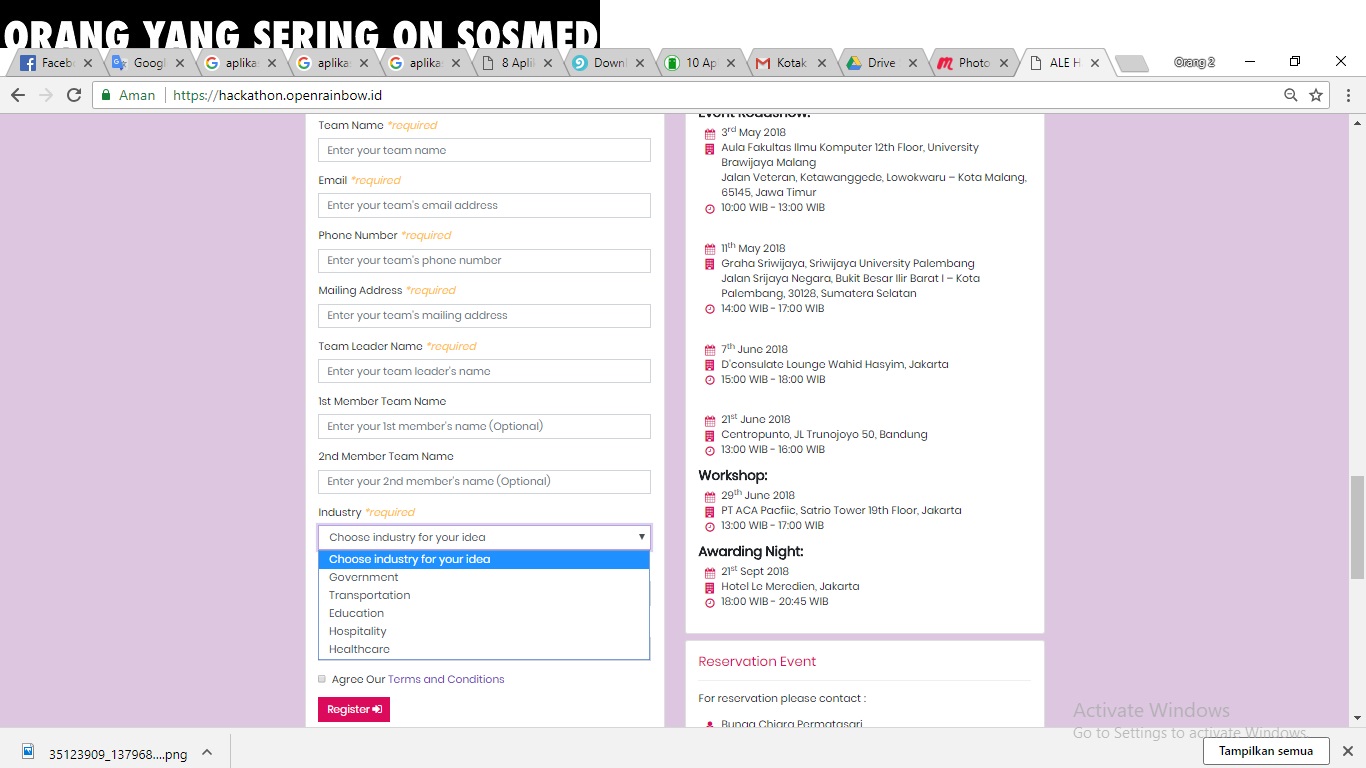 ORANG YANG SERING ON SOSMED
Faceb
Googl
aplika
aplika
aplika
8 Apli
Downl
10 Ap
Kotak
Drive
Photo
ALE H
Orang 2
Aman
https://hackathon.openrainbow.id
Team Name *required
Enter your team name
Email *required
Enter your team's email address
Phone Number *required
Enter your team's phone number
Mailing Address *required
Enter your team's mailing address
Team Leader Name *required
Enter your team leader's name
1st Member Team Name
Enter your 1st member's name (Optional)
2nd Member Team Name
Enter your 2nd member's name (Optional)
Industry *required
Choose industry for your idea
Choose industry for your idea
Government
Transportation
Education
Hospitality
Healthcare
Agree Our Terms and Conditions
Register
Event Roadshow:
3rd May 2018
Aula Fakultas Ilmu Komputer 12th Floor, University
Brawijaya Malang
Jalan Veteran, Ketawanggede, Lowokwaru – Kota Malang,
65145, Jawa Timur
10:00 WIB - 13:00 WIB
11th May 2018
Graha Sriwijaya, Sriwijaya University Palembang
Jalan Srijaya Negara, Bukit Besar Ilir Barat I – Kota
Palembang, 30128, Sumatera Selatan
14:00 WIB - 17:00 WIB
7th June 2018
D'consulate Lounge Wahid Hasyim, Jakarta
15:00 WIB - 18:00 WIB
21st June 2018
Centropunto, JL Trunojoyo 50, Bandung
13:00 WIB - 16:00 WIB
Workshop:
29th June 2018
PT ACA Pacfiic, Satrio Tower 19th Floor, Jakarta
13:00 WIB - 17:00 WIB
Awarding Night:
21st Sept 2018
Hotel Le Meredien, Jakarta
18:00 WIB - 20:45 WIB
Reservation Event
For reservation please contact :
Bunga Chiara Permatasari
Activate Windows
Go to Settings to activate Windows.
35123909_137968....png
Tampilkan semua